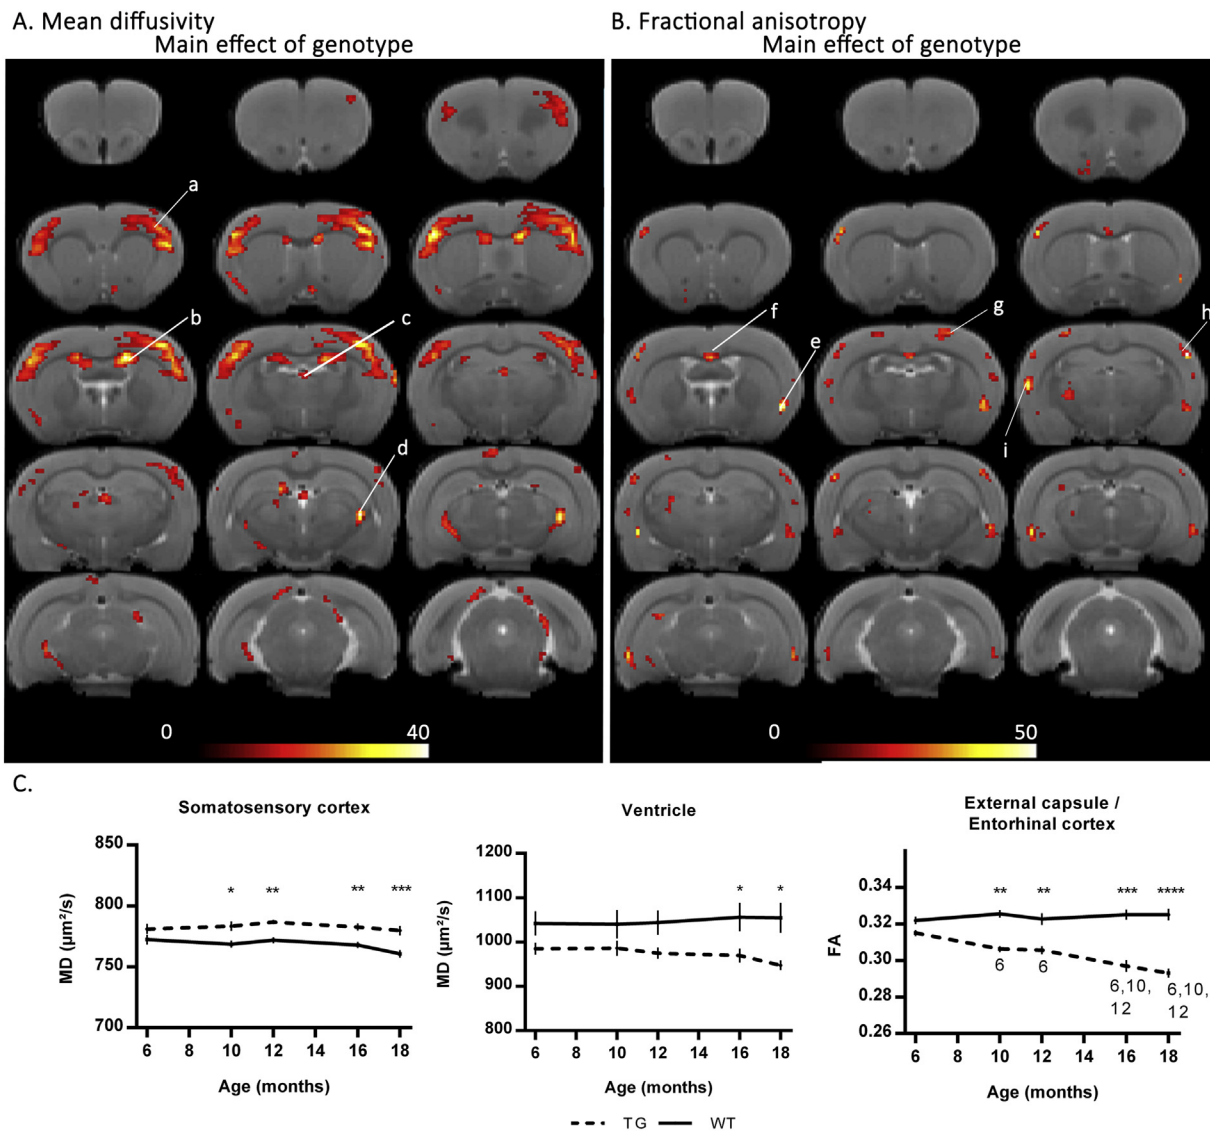 A. Mean diffusivity
Main effect of genotype
B. Fractional anisotropy
Main effect of genotype
a
b
c
d
0
40
f
g
h
e
i
0
50
C.
Somatosensory cortex
850
800
750
700
MD (μm²/s)
*
**
**
***
6
8
10
12
14
16
18
Age (months)
Ventricle
1200
1100
1000
900
800
MD (μm²/s)
*
*
6
8
10
12
14
16
18
Age (months)
External capsule /
Entorhinal cortex
0.34
0.32
0.30
0.28
0.26
FA
**
**
***
****
6
6
6,10,
12
6,10,
12
6
8
10
12
14
16
18
Age (months)
TG
WT